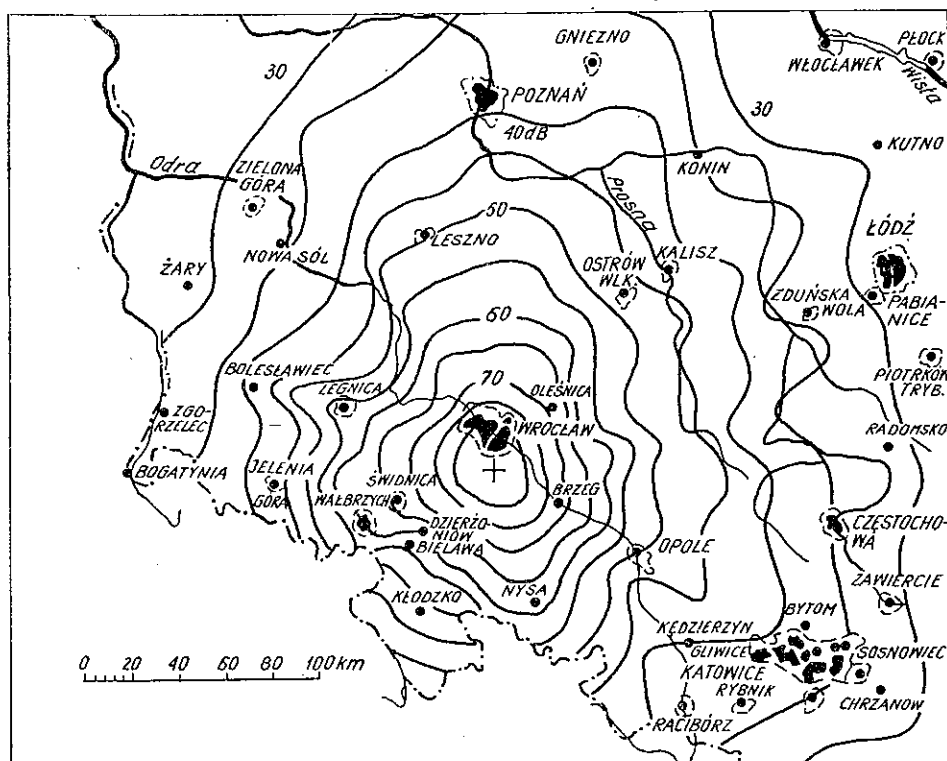 GNIEZNO
WŁOCŁAWEK
PŁOCK
Wisła
30
POZNAŃ
30
40dB
KUTNO
Odra
ZIELONA
GÓRA
KONIN
Prosna
50
LESZNO
NOWA SÓL
ŻARY
OSTRÓW
WLK.
KALISZ
ŁÓDŹ
ZDUŃSKA
WOLA
PABIA-
NICE
60
PIOTRKÓW
TRYB.
BOLESŁAWIEC
LEGNICA
70
OLEŚNICA
ZGO-
RZELEC
WROCŁAW
RADOMSKO
BOGATYNIA
JELENIA
GÓRA
ŚWIDNICA
WAŁBRZYCH
BRZEG
DZIERŻO-
NIÓW
BIELAWA
CZĘSTOCHO-
WA
OPOLE
NYSA
KŁODZKO
ZAWIERCIE
BYTOM
KĘDZIERZYN
GLIWICE
SOSNOWIEC
KATOWICE
RYBNIK
CHRZANÓW
RACIBÓRZ
0 20 40 60 80 100 km